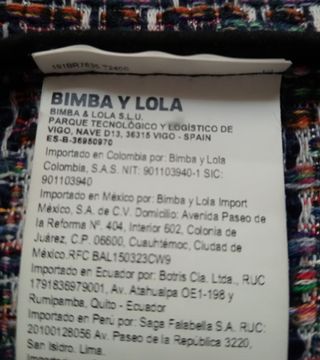 191BR7635 T2400
BIMBA Y LOLA
BIMBA & LOLA S.L.U.
PARQUE TECNOLÓGICO Y LOGÍSTICO DE
VIGO, NAVE D13, 36315 VIGO - SPAIN
ES-B-36950970
Importado en Colombia por: Bimba y Lola
Colombia, S.A.S. NIT: 901103940-1 SIC:
901103940
Importado en México por: Bimba y Lola Import
México, S.A. de C.V. Domicilio: Avenida Paseo de
la Reforma Nº. 404, Interior 602, Colonia de
Juárez, C.P. 06600, Cuauhtémoc, Ciudad de
México.RFC BAL150323CW9
Importado en Ecuador por: Botris Cia. Ltda., RUC
1791836979001, Av. Atahualpa OE1-198 y
Rumipamba, Quito - Ecuador
Importado en Perú por: Saga Falabella S.A. RUC
20100128056 Av. Paseo de la República 3220,
San Isidro, Lima.